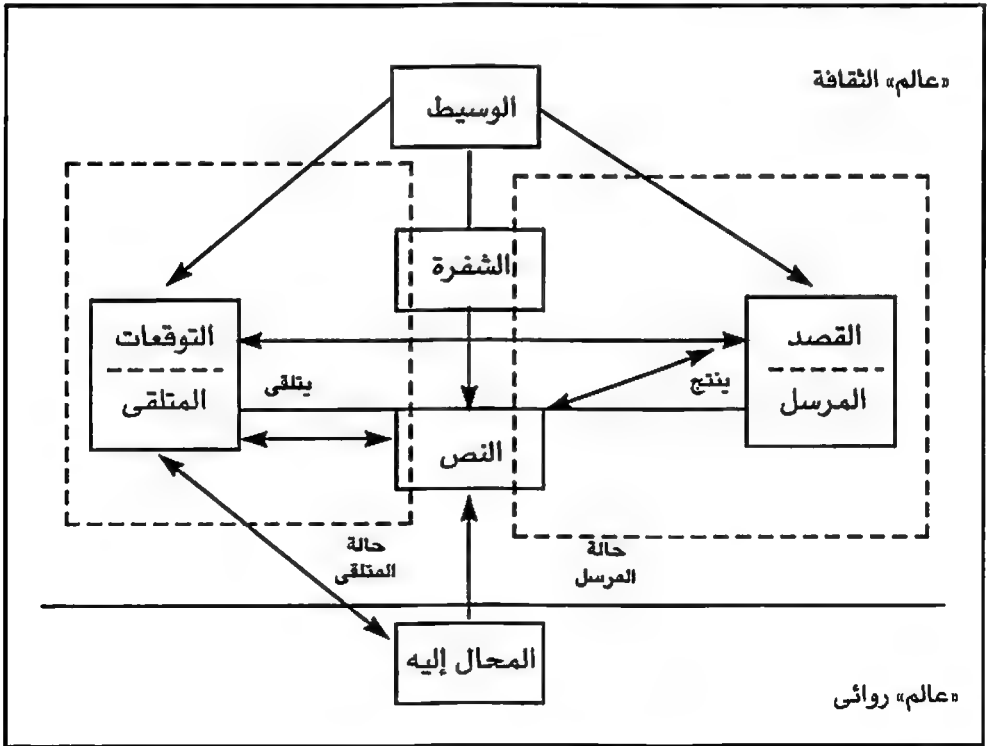 «عالم» الثقافة
الوسيط
الشفرة
القصد
المرسل
التوقعات
المتلقى
ينتج
يتلقى
النص
حالة
المرسل
حالة
المتلقى
المحال إليه
«عالم» روائى